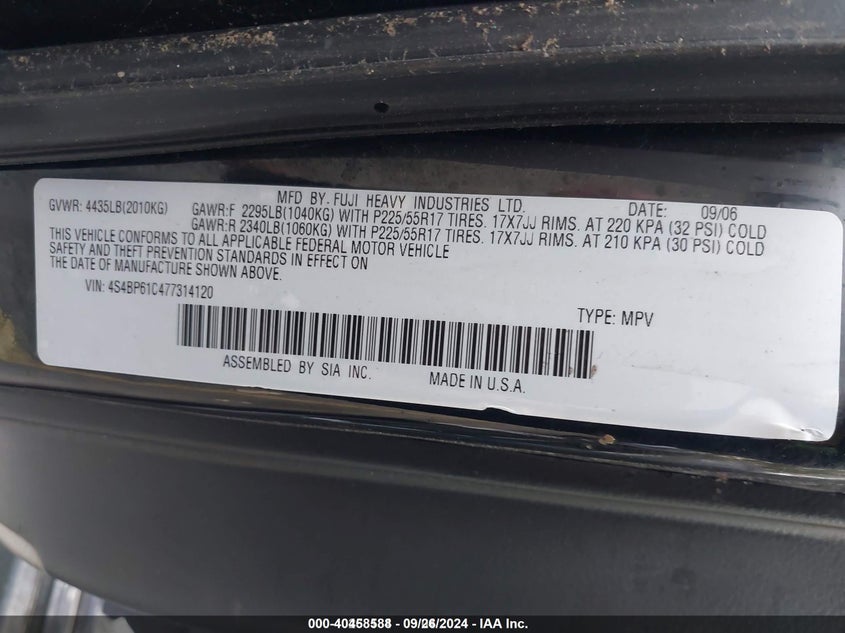 MFD BY. FUJI HEAVY INDUSTRIES LTD. DATE: 09/06
GVWR: 4435LB(2010KG) GAWR:F 2295LB(1040KG) WITH P225/55R17 TIRES. 17X7JJ RIMS. AT 220 KPA (32 PSI) COLD
GAWR:R 2340LB(1060KG) WITH P225/55R17 TIRES. 17X7JJ RIMS. AT 210 KPA (30 PSI) COLD
THIS VEHICLE CONFORMS TO ALL APPLICABLE FEDERAL MOTOR VEHICLE
SAFETY AND THEFT PREVENTION STANDARDS IN EFFECT ON
THE DATE OF MANUFACTURE SHOWN ABOVE.
VIN: 4S4BP61C477314120 TYPE: MPV
ASSEMBLED BY SIA INC. MADE IN U.S.A.
- 09/26/2024 - IAA Inc.